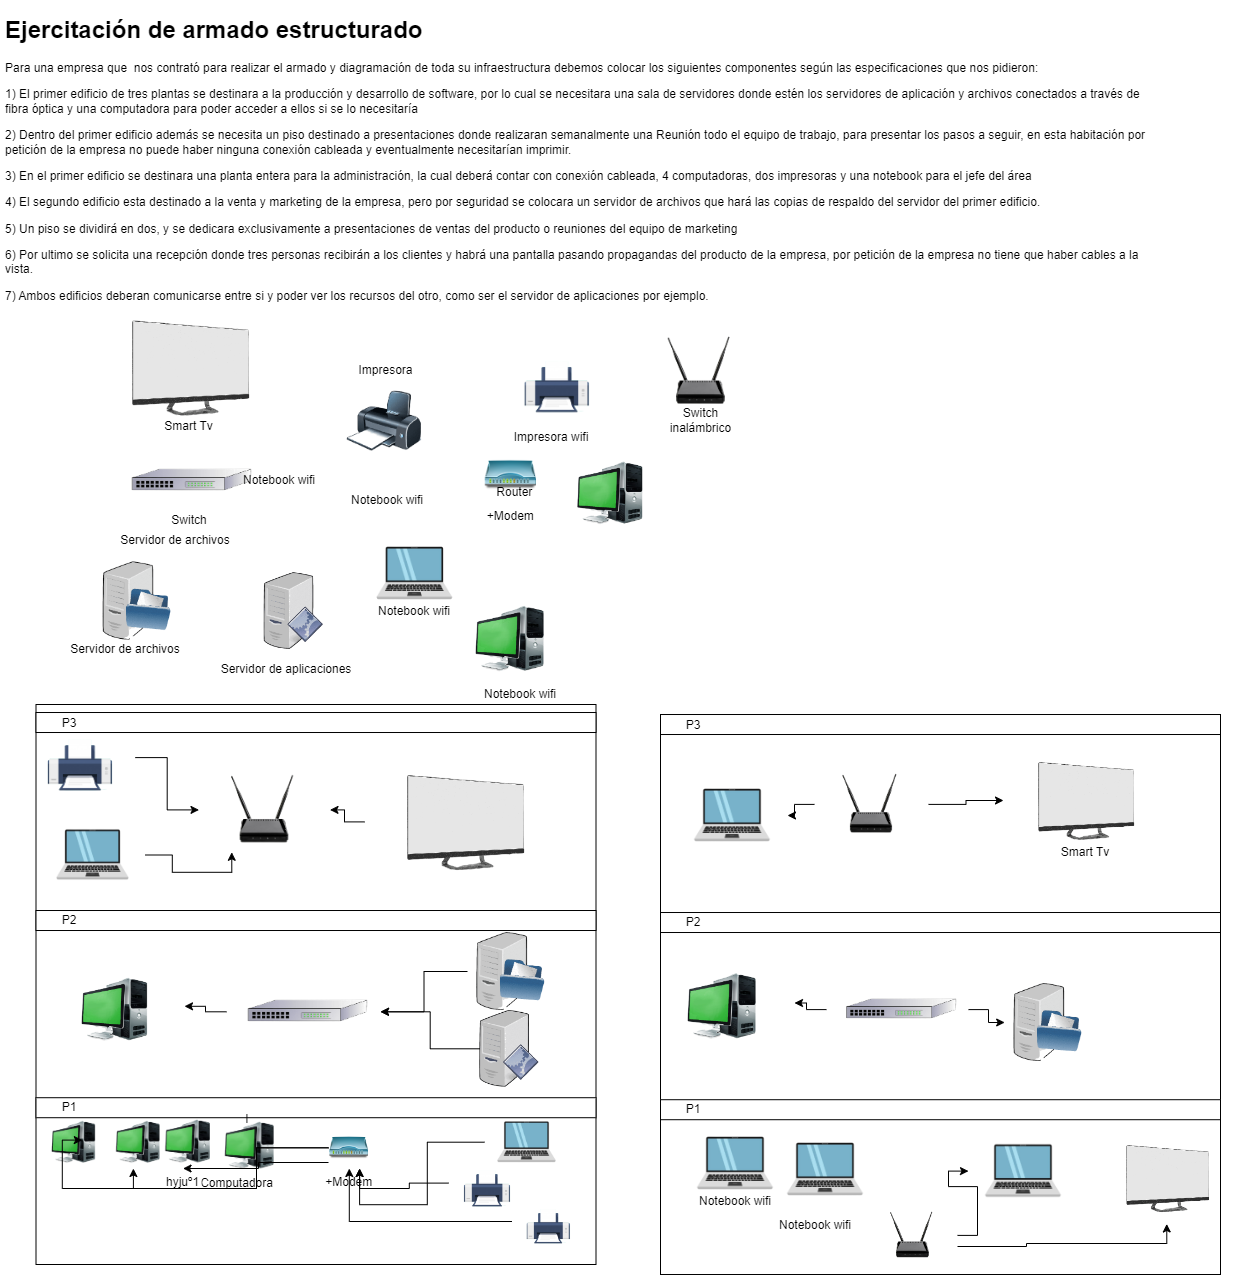 Ejercitación de armado estructurado
Para una empresa que  nos contrató para realizar el armado y diagramación de toda su infraestructura debemos colocar los siguientes componentes según las especificaciones que nos pidieron:
1) El primer edificio de tres plantas se destinara a la producción y desarrollo de software, por lo cual se necesitara una sala de servidores donde estén los servidores de aplicación y archivos conectados a través de
fibra óptica y una computadora para poder acceder a ellos si se lo necesitaría
2) Dentro del primer edificio además se necesita un piso destinado a presentaciones donde realizaran semanalmente una Reunión todo el equipo de trabajo, para presentar los pasos a seguir, en esta habitación por
petición de la empresa no puede haber ninguna conexión cableada y eventualmente necesitarían imprimir.
3) En el primer edificio se destinara una planta entera para la administración, la cual deberá contar con conexión cableada, 4 computadoras, dos impresoras y una notebook para el jefe del área
4) El segundo edificio esta destinado a la venta y marketing de la empresa, pero por seguridad se colocara un servidor de archivos que hará las copias de respaldo del servidor del primer edificio.
5) Un piso se dividirá en dos, y se dedicara exclusivamente a presentaciones de ventas del producto o reuniones del equipo de marketing
6) Por ultimo se solicita una recepción donde tres personas recibirán a los clientes y habrá una pantalla pasando propagandas del producto de la empresa, por petición de la empresa no tiene que haber cables a la
vista.
7) Ambos edificios deberan comunicarse entre si y poder ver los recursos del otro, como ser el servidor de aplicaciones por ejemplo.
Impresora
Smart Tv
Impresora wifi
Switch
inalámbrico
Notebook wifi
Notebook wifi
Router
+Modem
Switch
Servidor de archivos
Notebook wifi
Servidor de archivos
Servidor de aplicaciones
Notebook wifi
P3
P2
P1
hyjuº1
Computadora
+Modem
P3
Smart Tv
P2
P1
Notebook wifi
Notebook wifi